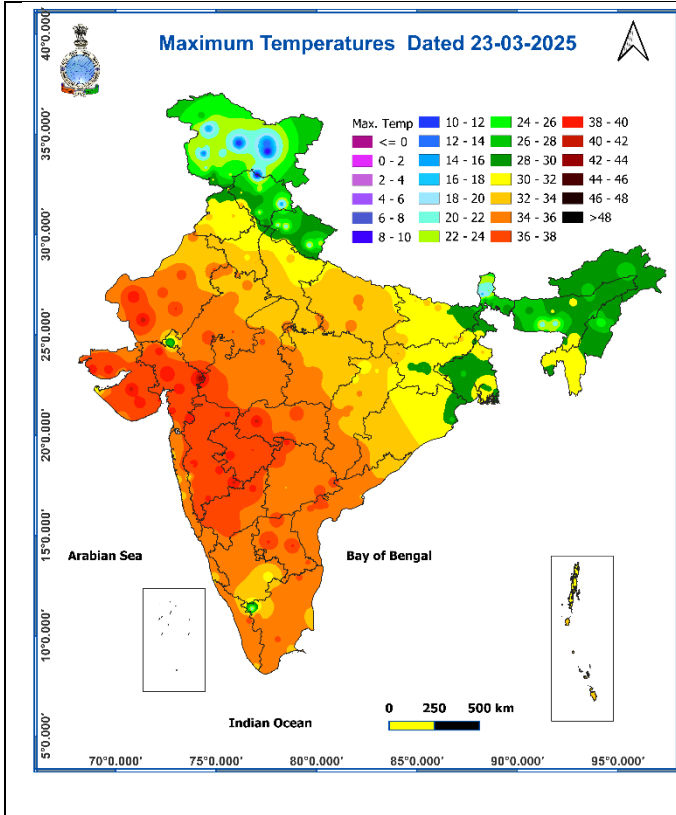 Maximum Temperatures Dated 23-03-2025
Max. Temp
<= 0
0 - 2
2 - 4
4 - 6
6 - 8
8 - 10
10 - 12
12 - 14
14 - 16
16 - 18
18 - 20
20 - 22
22 - 24
24 - 26
26 - 28
28 - 30
30 - 32
32 - 34
34 - 36
36 - 38
38 - 40
40 - 42
42 - 44
44 - 46
46 - 48
>48
40°0.000'
35°0.000'
30°0.000'
25°0.000'
20°0.000'
15°0.000'
10°0.000'
5°0.000'
Arabian Sea
Bay of Bengal
Indian Ocean
0 250 500 km
70°0.000' 75°0.000' 80°0.000' 85°0.000' 90°0.000' 95°0.000'